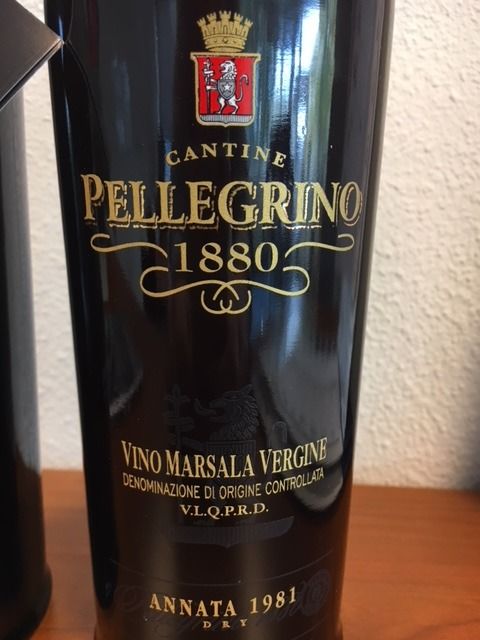 CANTINE
PELLEGRINO
1880
VINO MARSALA VERGINE
DENOMINAZIONE DI ORIGINE CONTROLLATA
V.L.Q.P.R.D.
ANNATA 1981
DRY